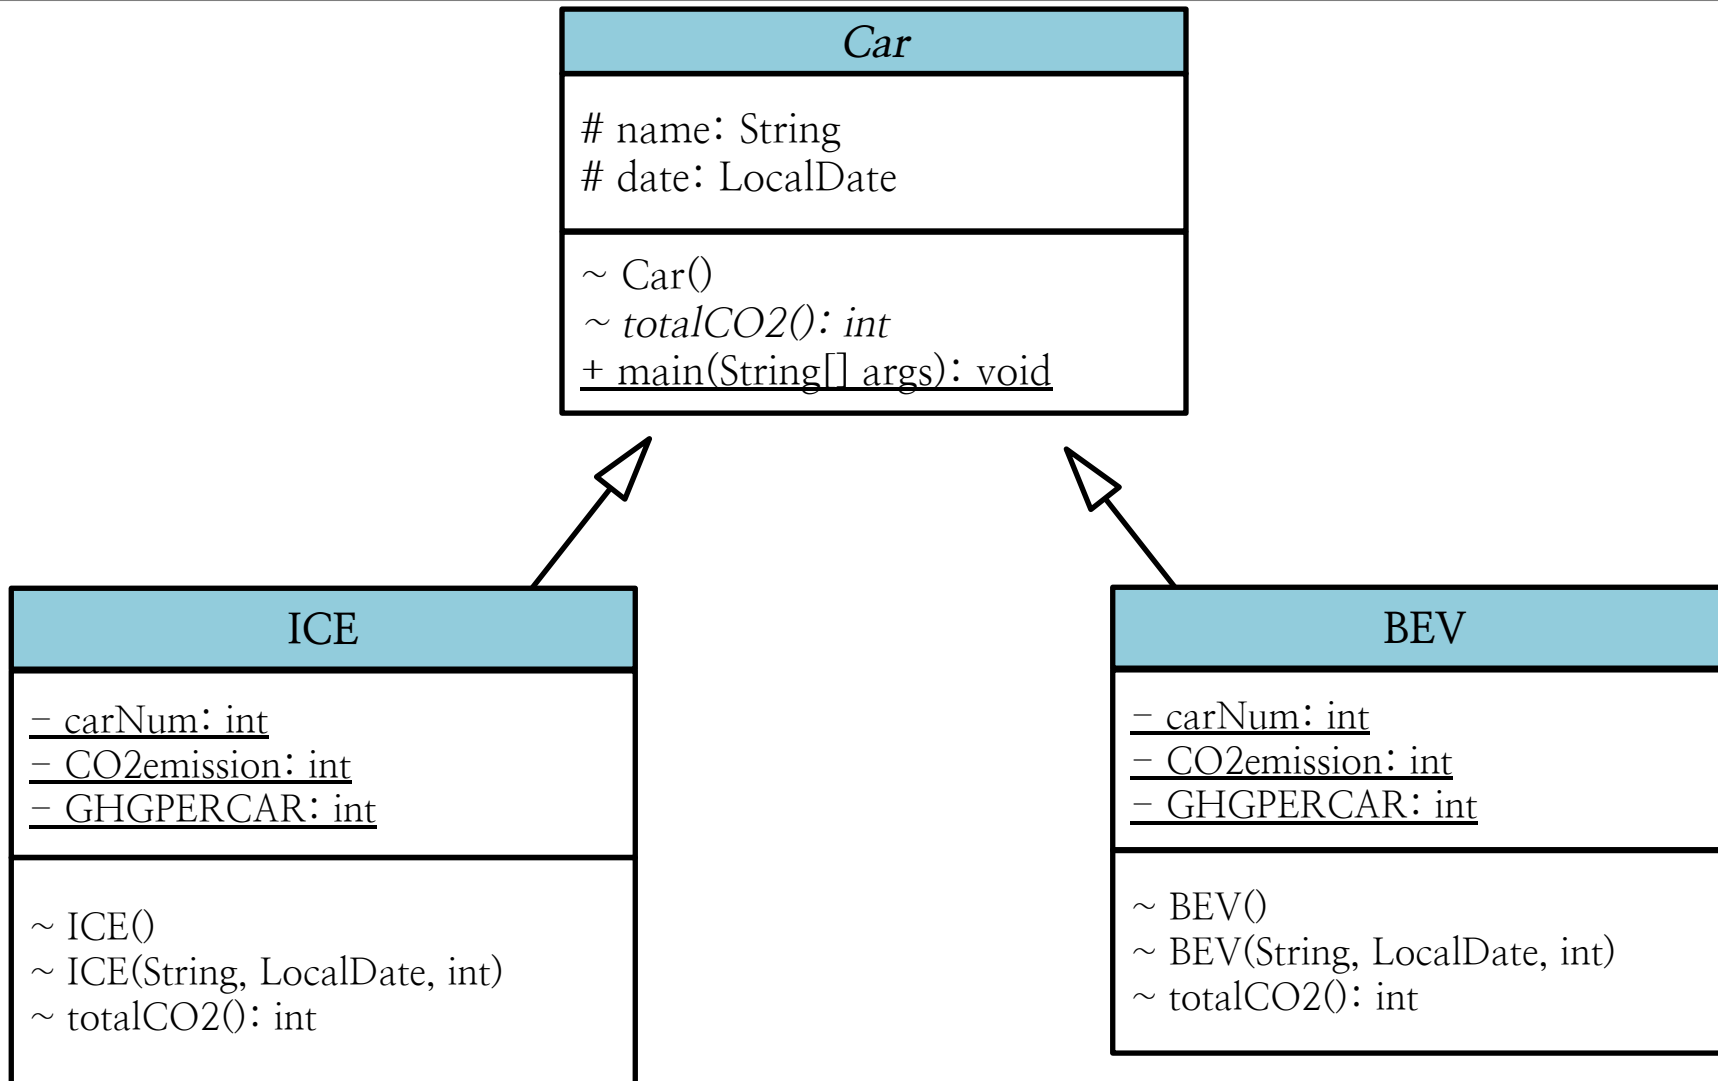 Car
# name: String
# date: LocalDate
~ Car()
~ totalCO2(): int
+ main(String[] args): void
ICE
- carNum: int
- CO2emission: int
- GHGPERCAR: int
~ ICE()
~ ICE(String, LocalDate, int)
~ totalCO2(): int
BEV
- carNum: int
- CO2emission: int
- GHGPERCAR: int
~ BEV()
~ BEV(String, LocalDate, int)
~ totalCO2(): int